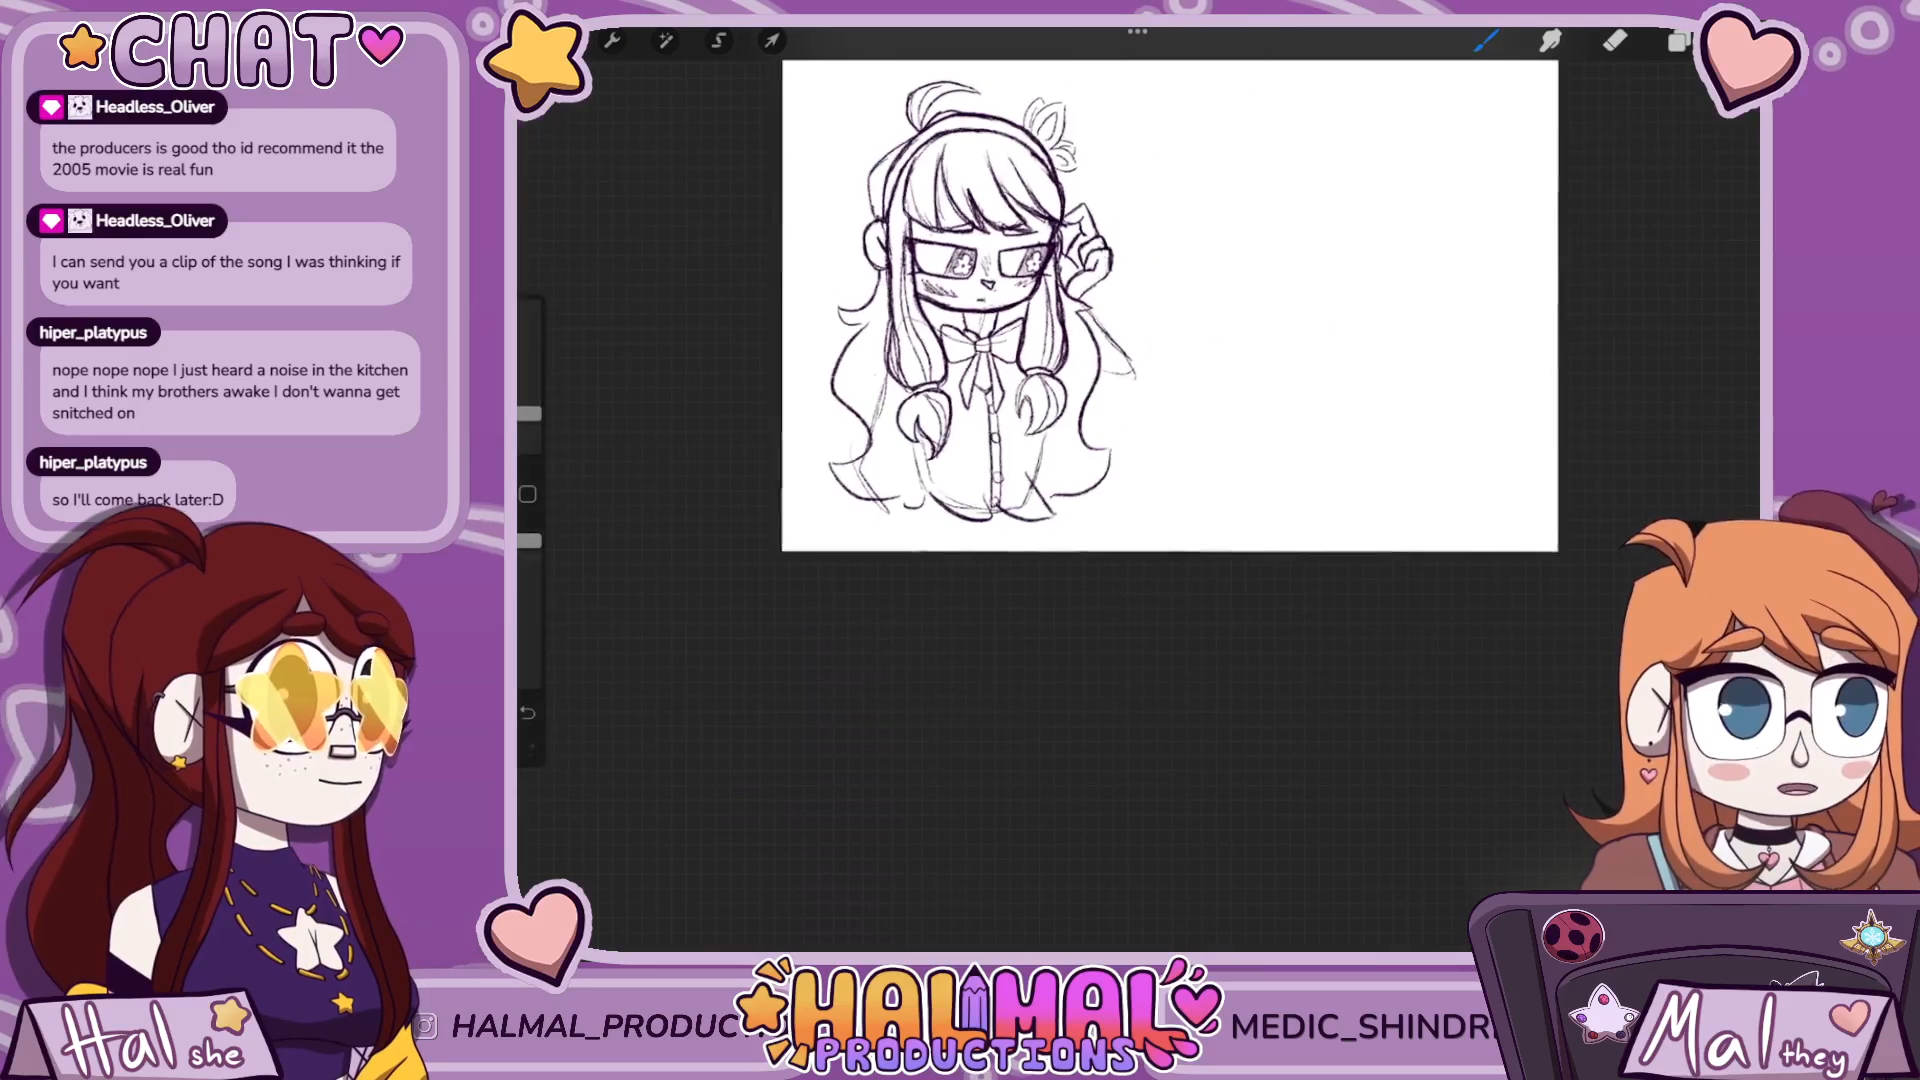 CHAT
Headless_Oliver
the producers is good tho id recommend it the
2005 movie is real fun
Headless_Oliver
I can send you a clip of the song I was thinking if
you want
hiper_platypus
nope nope nope I just heard a noise in the kitchen
and I think my brothers awake I don't wanna get
snitched on
hiper_platypus
so I'll come back later:D
Hal she
HALMAL_PRODUCT
HALMAL
PRODUCTIONS
MEDIC_SHINDR
Mal they